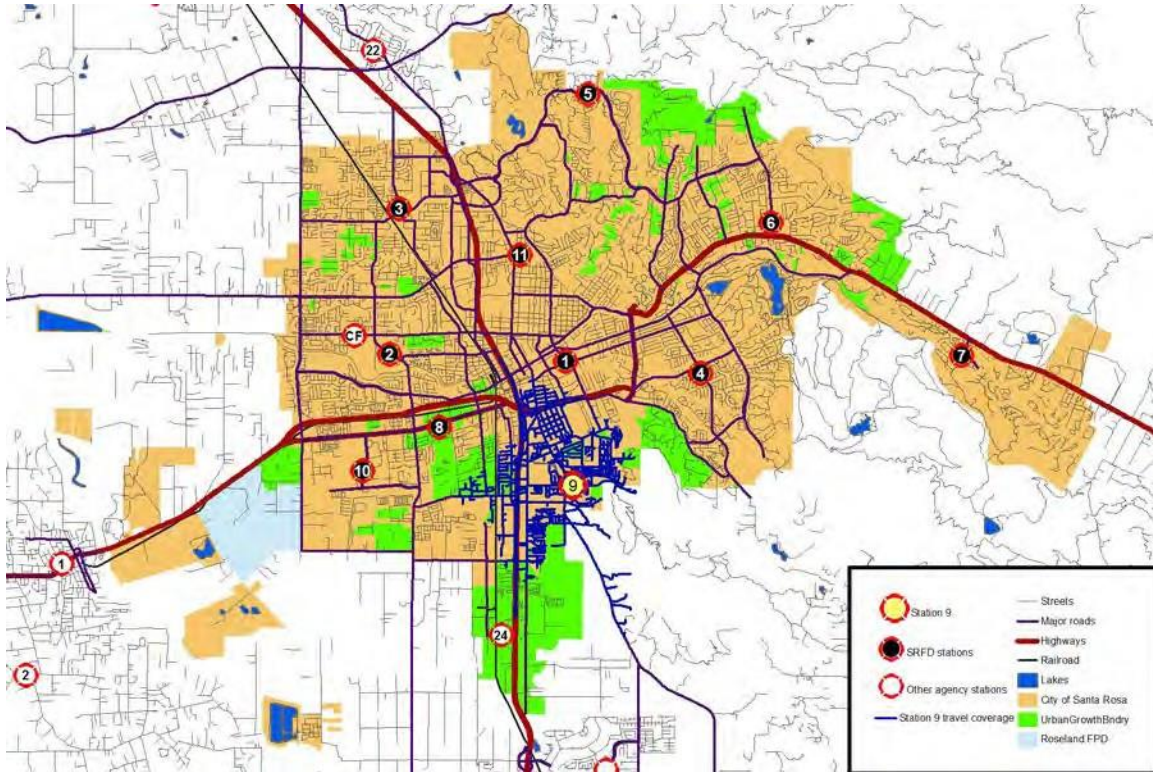 22
5
3
6
11
CF
2
1
7
4
8
10
9
1
24
2
Station 9
SRFD stations
Other agency stations
Station 9 travel coverage
Streets
Major roads
Highways
Railroad
Lakes
City of Santa Rosa
UrbanGrowthBndry
Roseland FPD